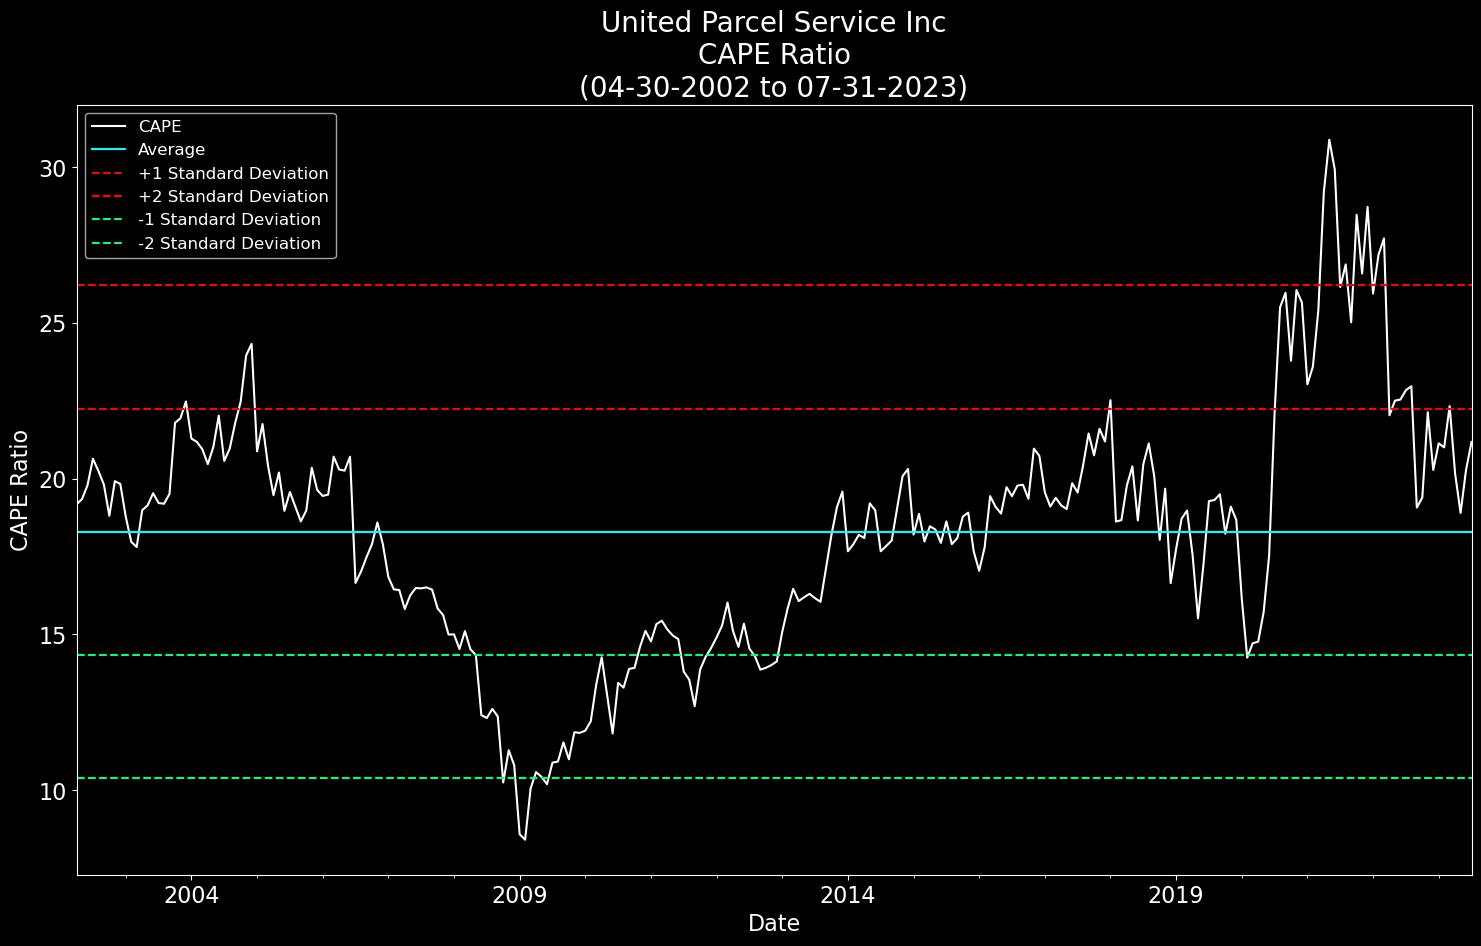 United Parcel Service Inc
CAPE Ratio
(04-30-2002 to 07-31-2023)
CAPE
Average
+1 Standard Deviation
+2 Standard Deviation
-1 Standard Deviation
-2 Standard Deviation
30
25
20
15
10
CAPE Ratio
2004 2009 2014 2019
Date